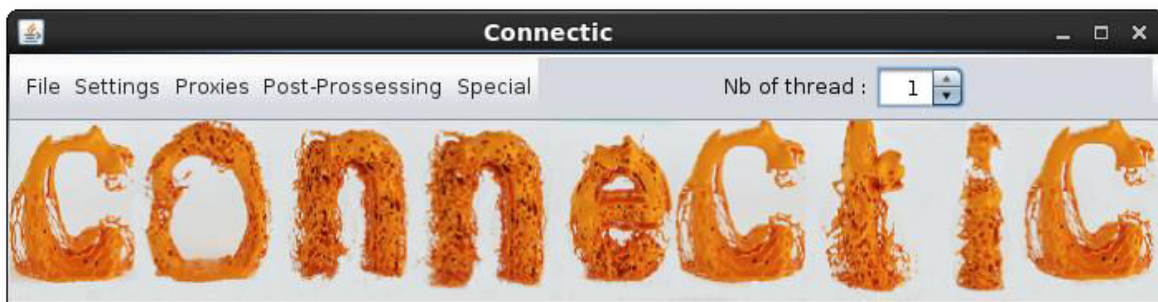 Connectic
File Settings Proxies Post-Prossessing Special Nb of thread : 1
Connectic